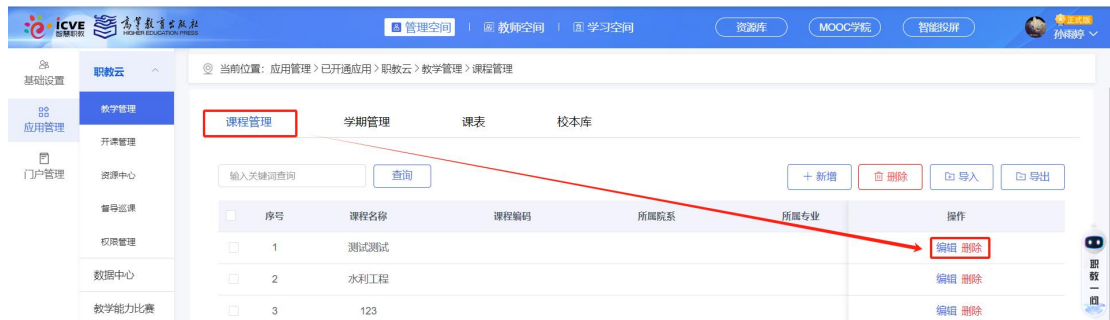 icve 智慧职教 高等教育出版社 HIGHER EDUCATION PRESS 管理空间 教师空间 学习空间 资源库 MOOC学院 智能投屏 正式版 孙嫄婷
基础设置
应用管理
门户管理
职教云
教学管理
开课管理
资源中心
督导巡课
权限管理
数据中心
教学能力比赛
当前位置：应用管理>已开通应用>职教云>教学管理>课程管理
课程管理 学期管理 课表 校本库
输入关键词查询 查询 + 新增 删除 导入 导出
序号 课程名称 课程编码 所属院系 所属专业 操作
1 测试测试 编辑 删除
2 水利工程 编辑 删除
3 123 编辑 删除
职教一问